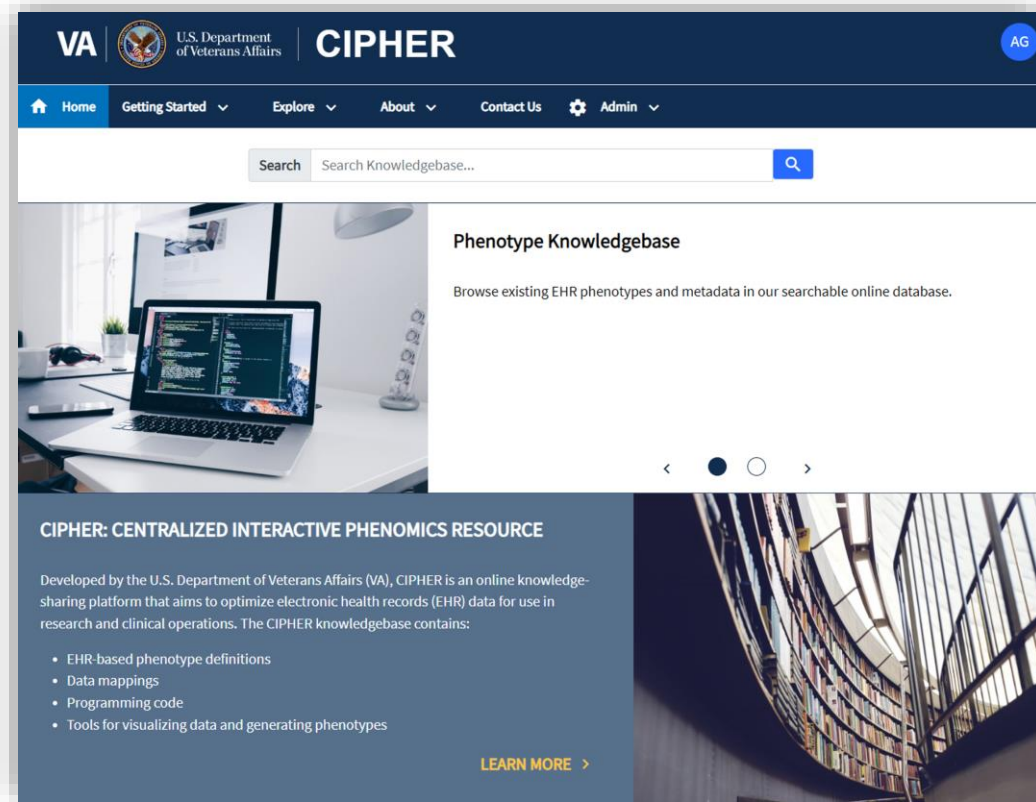 VA
U.S. Department
of Veterans Affairs
CIPHER
AG
Home Getting Started Explore About Contact Us Admin
Search Search Knowledgebase...
Phenotype Knowledgebase
Browse existing EHR phenotypes and metadata in our searchable online database.
CIPHER: CENTRALIZED INTERACTIVE PHENOMICS RESOURCE
Developed by the U.S. Department of Veterans Affairs (VA), CIPHER is an online knowledge-
sharing platform that aims to optimize electronic health records (EHR) data for use in
research and clinical operations. The CIPHER knowledgebase contains:
• EHR-based phenotype definitions
• Data mappings
• Programming code
• Tools for visualizing data and generating phenotypes
LEARN MORE >